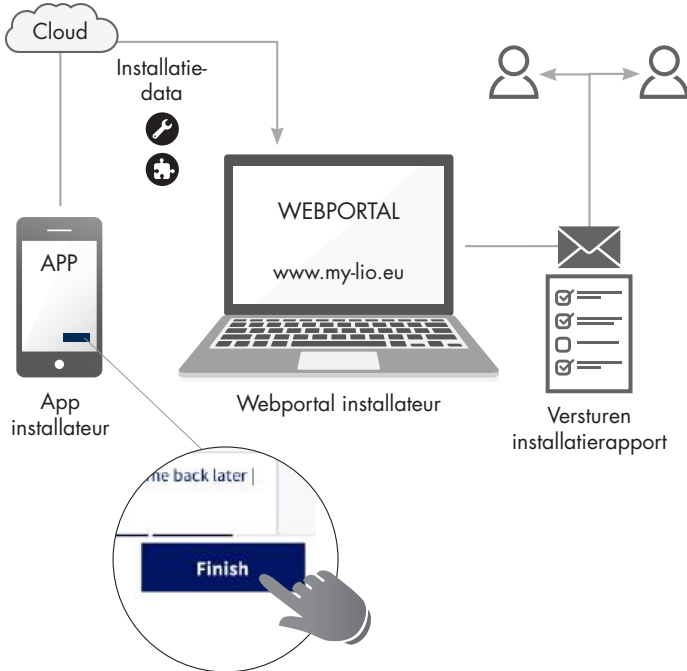 Cloud
Installatie-
data
WEBPORTAL
www.my-lio.eu
APP
App
installateur
Webportal installateur
Versturen
installatierapport
me back later |
Finish